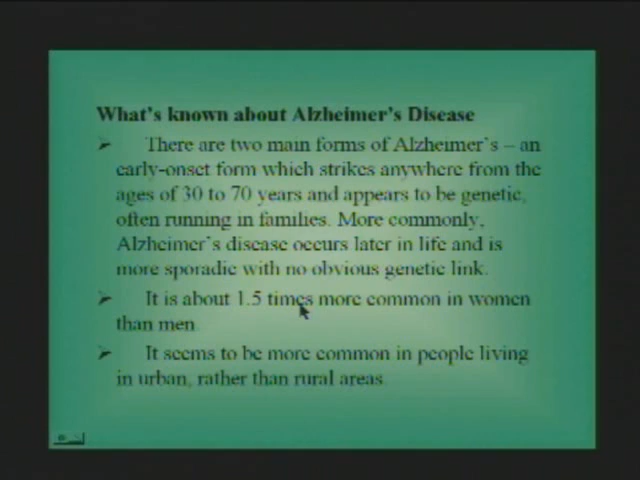 What's known about Alzheimer's Disease
➢ There are two main forms of Alzheimer's – an
early-onset form which strikes anywhere from the
ages of 30 to 70 years and appears to be genetic,
often running in families. More commonly,
Alzheimer's disease occurs later in life and is
more sporadic with no obvious genetic link.
➢ It is about 1.5 times more common in women
than men.
➢ It seems to be more common in people living
in urban, rather than rural areas.